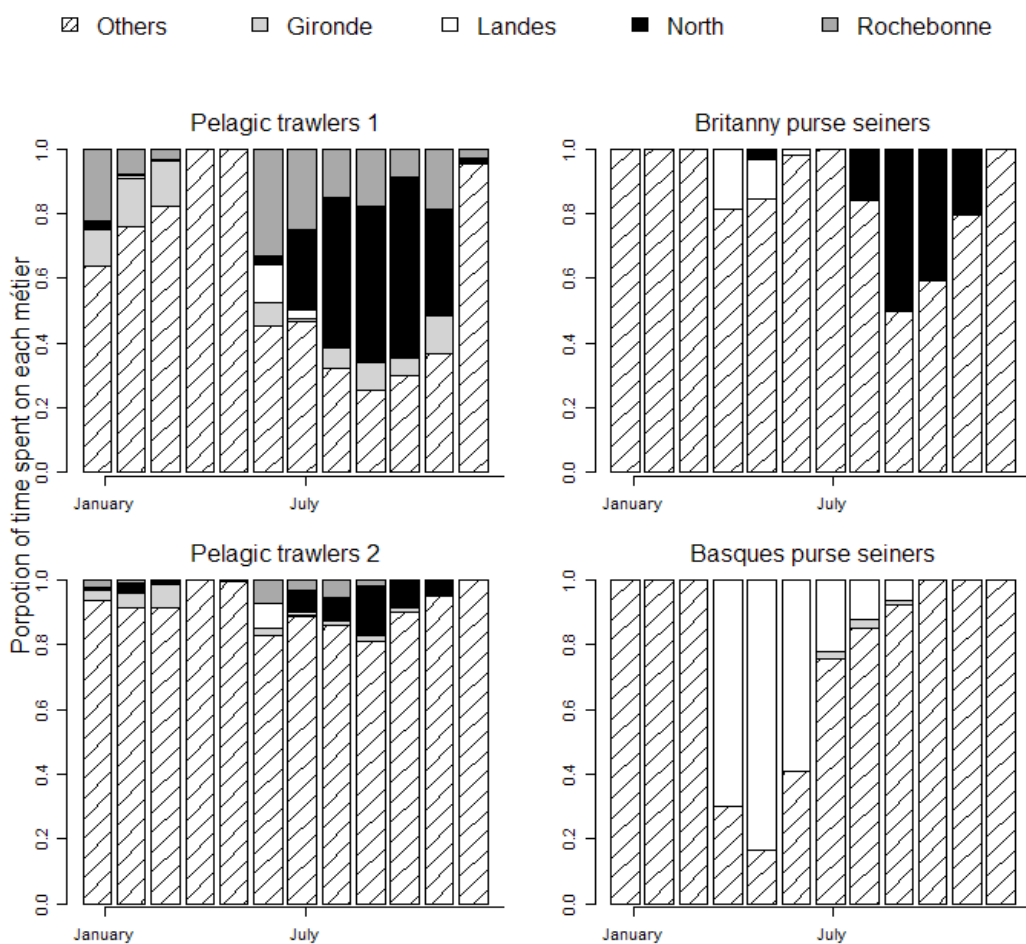 Others Gironde Landes North Rochebonne
Porpotion of time spent on each métier
Pelagic trawlers 1
1.0
0.8
0.6
0.4
0.2
0.0
January July
Britanny purse seiners
1.0
0.8
0.6
0.4
0.2
0.0
January July
Pelagic trawlers 2
1.0
0.8
0.6
0.4
0.2
0.0
January July
Basques purse seiners
1.0
0.8
0.6
0.4
0.2
0.0
January July